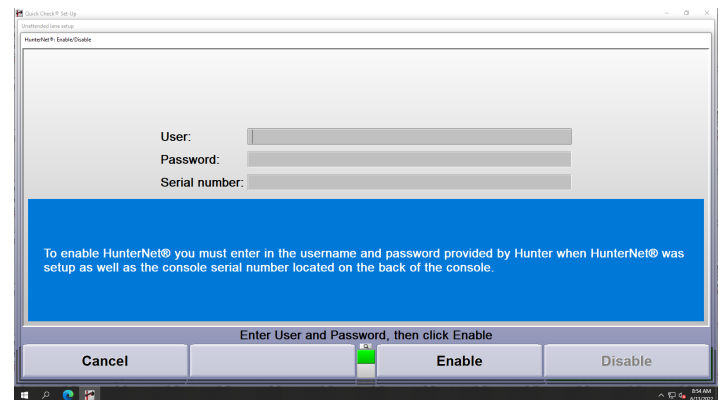 Quick Check® Set-Up
Unattended lane setup
HunterNet®: Enable/Disable
User:
Password:
Serial number:
To enable HunterNet® you must enter in the username and password provided by Hunter when HunterNet® was
setup as well as the console serial number located on the back of the console.
Enter User and Password, then click Enable
Cancel
Enable
Disable
8:54 AM
6/13/2022